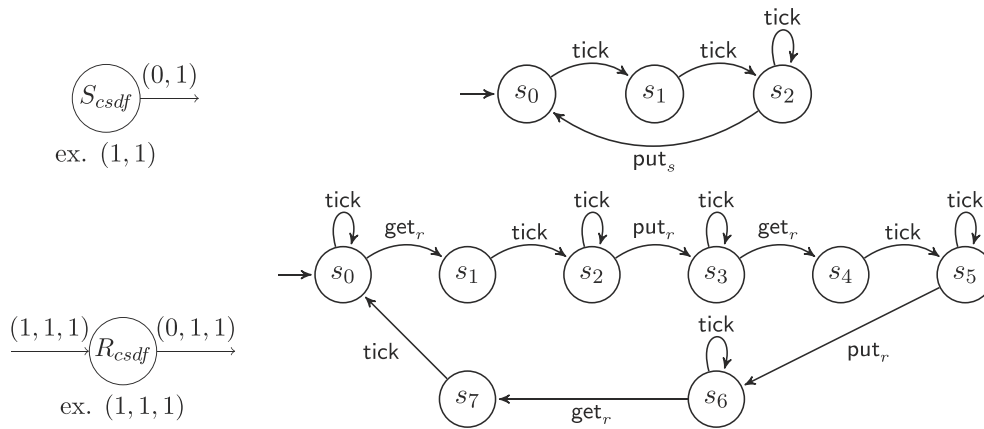 S_csdf (0, 1)
ex. (1, 1)
tick tick tick
s_0 s_1 s_2
put_s
tick tick tick tick
get_r tick put_r get_r tick
s_0 s_1 s_2 s_3 s_4 s_5
(1, 1, 1) R_csdf (0, 1, 1)
ex. (1, 1, 1)
tick
tick put_r
s_7 s_6
get_r